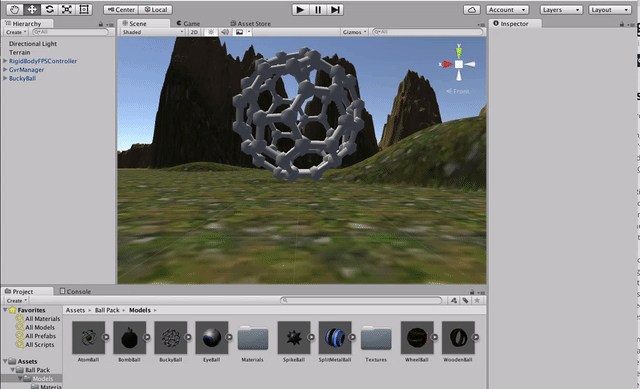 Center Local Account Layers Layout
Hierarchy Scene Game Asset Store Inspector
Create All Shaded 2D Gizmos All
Directional Light
Terrain
RigidBodyFPSController
GvrManager
BuckyBall
y
x
Front
Project Console
Create
Favorites Assets Ball Pack Models
All Materials
All Models
All Prefabs
All Scripts
AtomBall BombBall BuckyBall EyeBall Materials SpikeBall SplitMetalBall Textures WheelBall WoodenBall
Assets
Ball Pack
Models
Materia